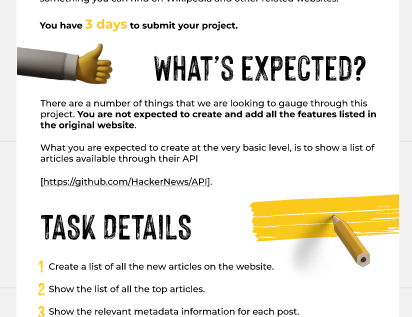 something you can find on Wikipedia and other related websites.
You have 3 days to submit your project.
WHAT'S EXPECTED?
There are a number of things that we are looking to gauge through this
project. You are not expected to create and add all the features listed in
the original website.
What you are expected to create at the very basic level, is to show a list of
articles available through their API
[https://github.com/HackerNews/API].
TASK DETAILS
1 Create a list of all the new articles on the website.
2 Show the list of all the top articles.
3 Show the relevant metadata information for each post.